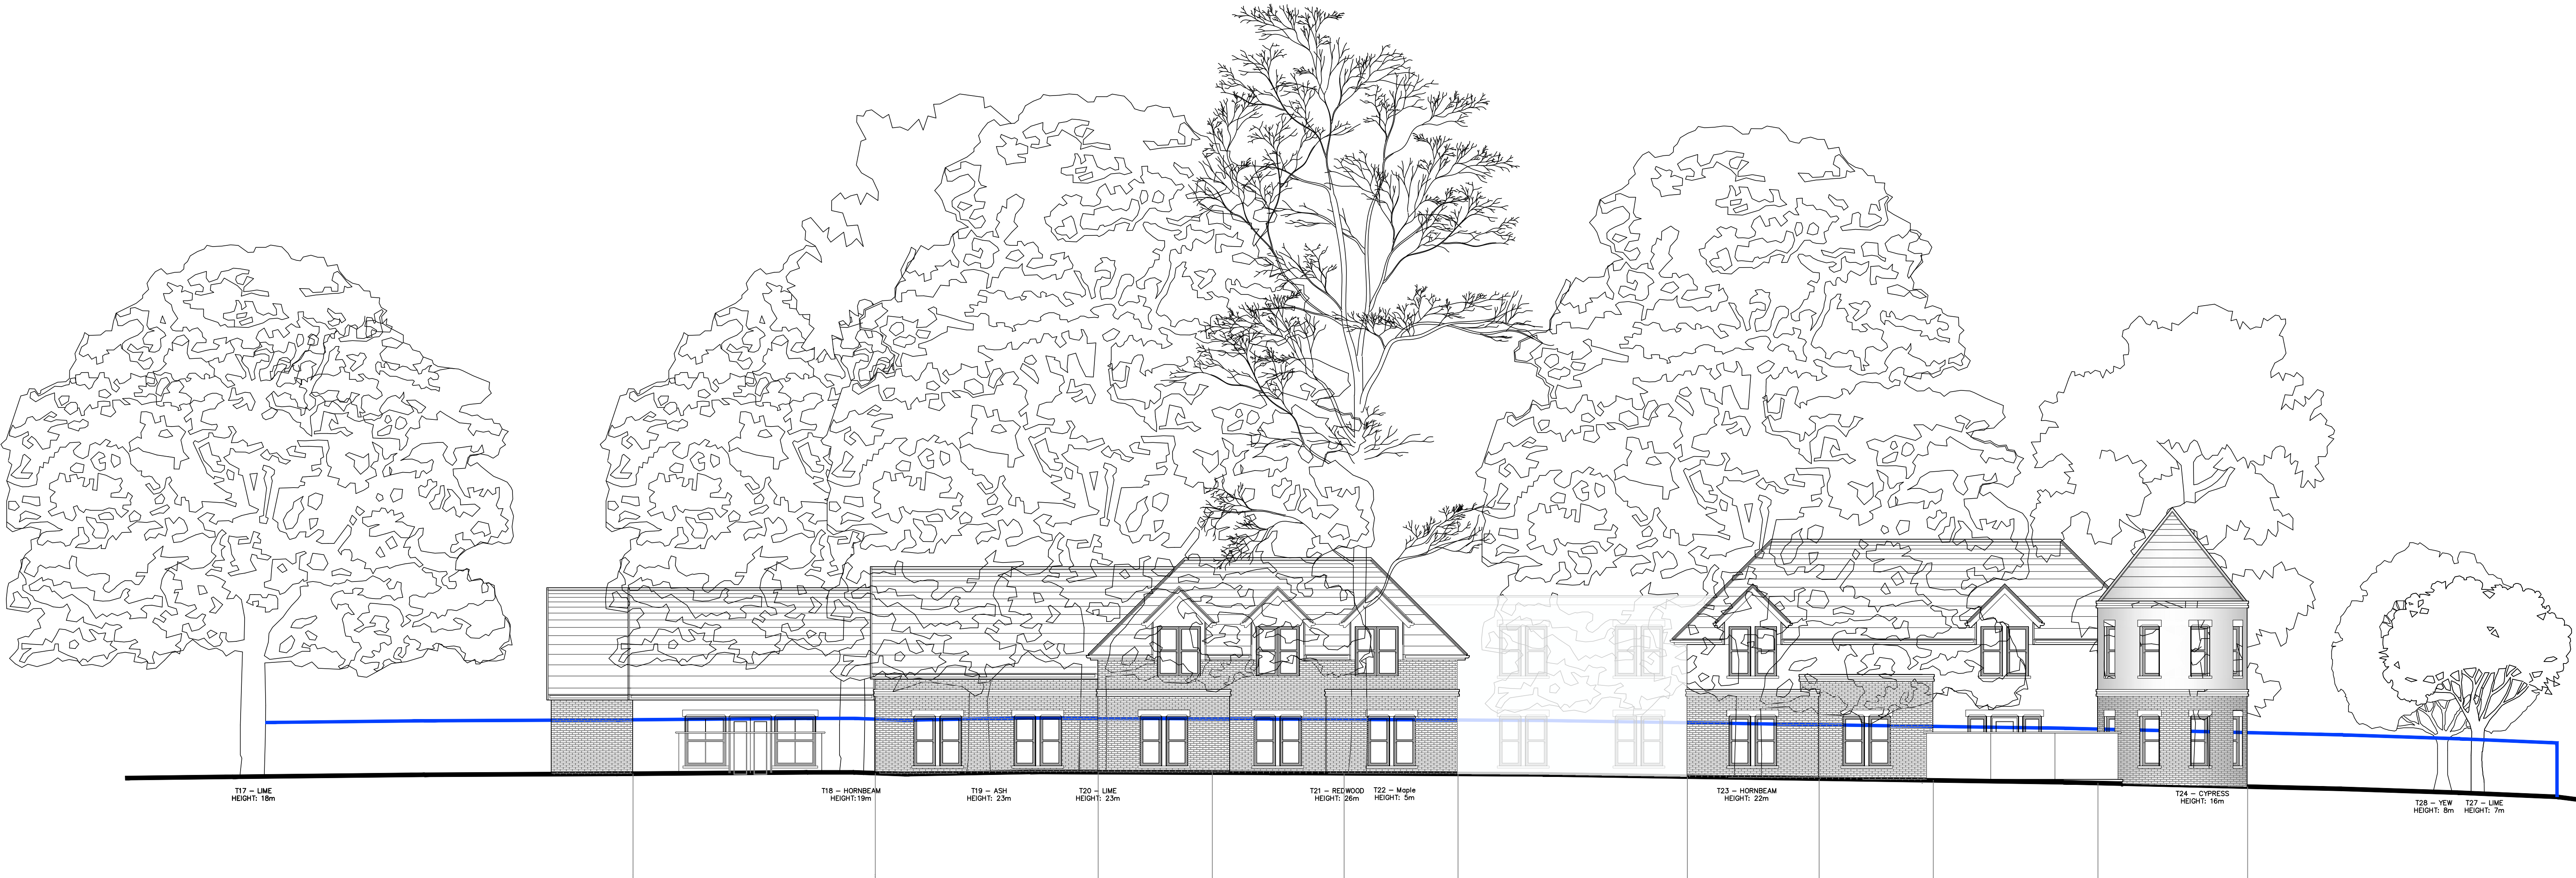 T17 – LIME
HEIGHT: 18m
T18 – HORNBEAM
HEIGHT:19m
T19 – ASH
HEIGHT: 23m
T20 – LIME
HEIGHT: 23m
T21 – REDWOOD
HEIGHT: 26m
T22 – Maple
HEIGHT: 5m
T23 – HORNBEAM
HEIGHT: 22m
T24 – CYPRESS
HEIGHT: 16m
T28 – YEW
HEIGHT: 8m
T27 – LIME
HEIGHT: 7m